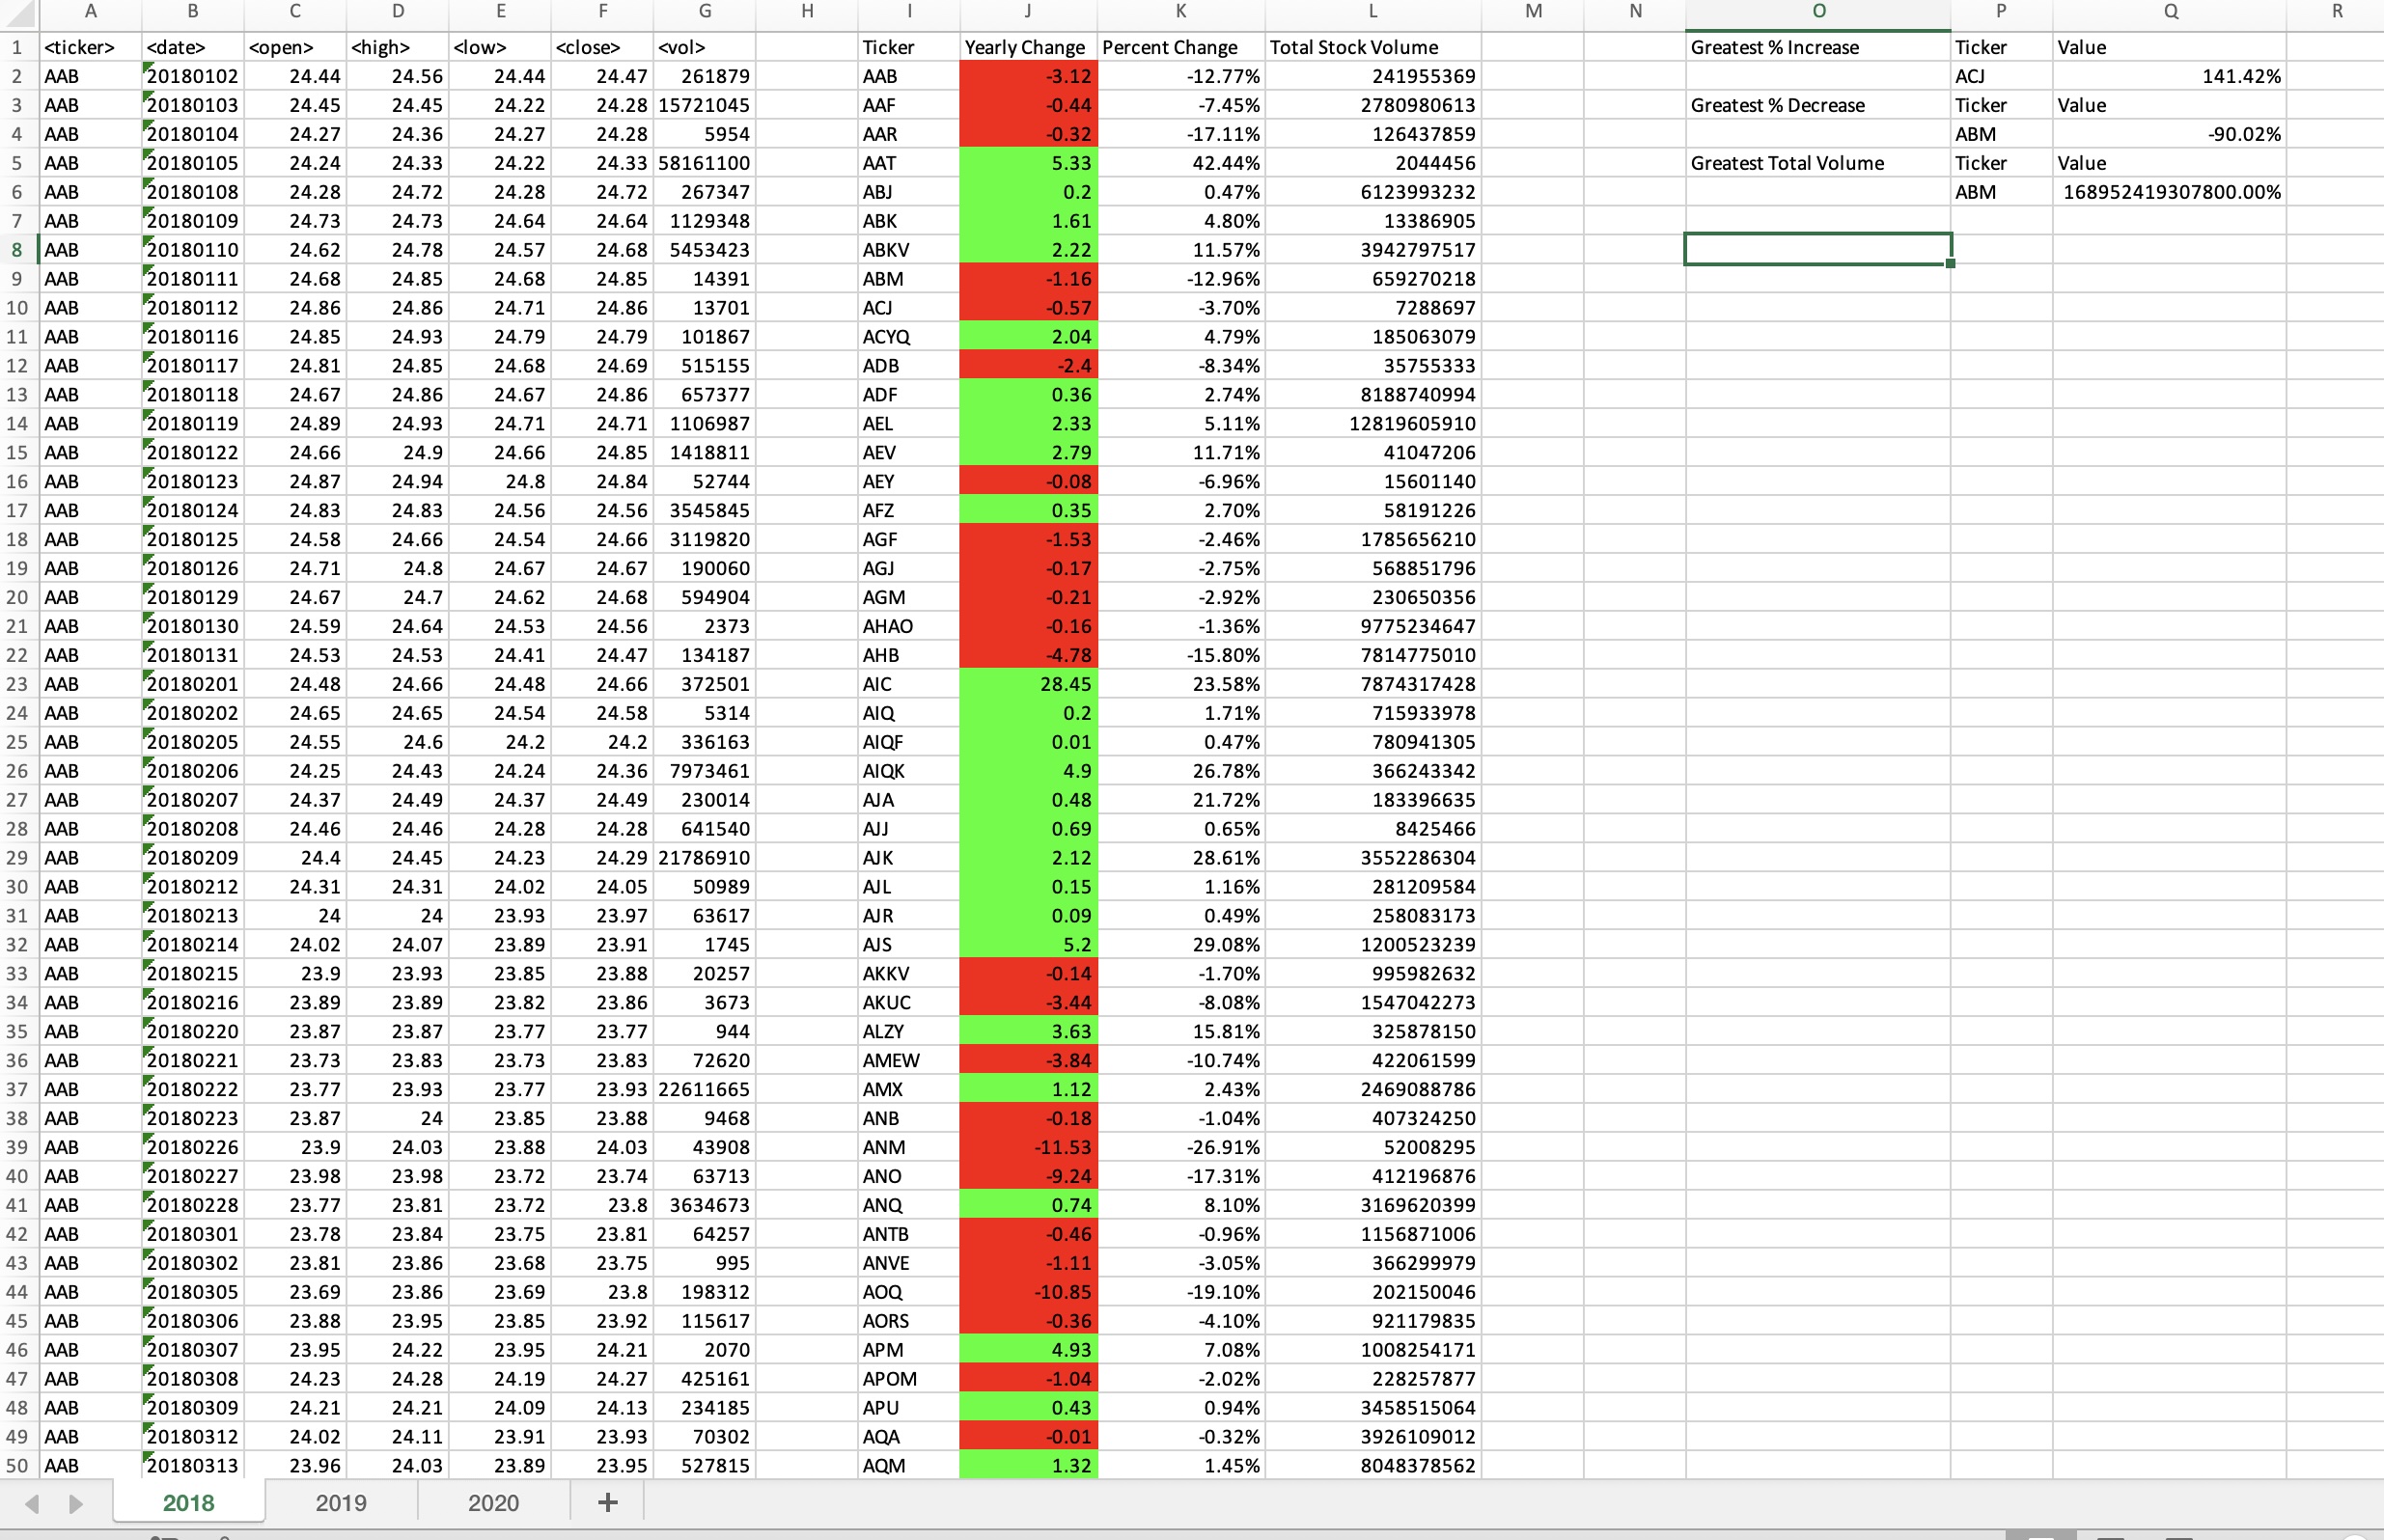 A B C D E F G H I J K L M N O P Q R
1 <ticker> <date> <open> <high> <low> <close> <vol> Ticker Yearly Change Percent Change Total Stock Volume Greatest % Increase Ticker Value
2 AAB 20180102 24.44 24.56 24.44 24.47 261879 AAB -3.12 -12.77% 241955369 ACJ 141.42%
3 AAB 20180103 24.45 24.45 24.22 24.28 15721045 AAF -0.44 -7.45% 2780980613 Greatest % Decrease Ticker Value
4 AAB 20180104 24.27 24.36 24.27 24.28 5954 AAR -0.32 -17.11% 126437859 ABM -90.02%
5 AAB 20180105 24.24 24.33 24.22 24.33 58161100 AAT 5.33 42.44% 2044456 Greatest Total Volume Ticker Value
6 AAB 20180108 24.28 24.72 24.28 24.72 267347 ABJ 0.2 0.47% 6123993232 ABM 168952419307800.00%
7 AAB 20180109 24.73 24.73 24.64 24.64 1129348 ABK 1.61 4.80% 13386905
8 AAB 20180110 24.62 24.78 24.57 24.68 5453423 ABKV 2.22 11.57% 3942797517
9 AAB 20180111 24.68 24.85 24.68 24.85 14391 ABM -1.16 -12.96% 659270218
10 AAB 20180112 24.86 24.86 24.71 24.86 13701 ACJ -0.57 -3.70% 7288697
11 AAB 20180116 24.85 24.93 24.79 24.79 101867 ACYQ 2.04 4.79% 185063079
12 AAB 20180117 24.81 24.85 24.68 24.69 515155 ADB -2.4 -8.34% 35755333
13 AAB 20180118 24.67 24.86 24.67 24.86 657377 ADF 0.36 2.74% 8188740994
14 AAB 20180119 24.89 24.93 24.71 24.71 1106987 AEL 2.33 5.11% 12819605910
15 AAB 20180122 24.66 24.9 24.66 24.85 1418811 AEV 2.79 11.71% 41047206
16 AAB 20180123 24.87 24.94 24.8 24.84 52744 AEY -0.08 -6.96% 15601140
17 AAB 20180124 24.83 24.83 24.56 24.56 3545845 AFZ 0.35 2.70% 58191226
18 AAB 20180125 24.58 24.66 24.54 24.66 3119820 AGF -1.53 -2.46% 1785656210
19 AAB 20180126 24.71 24.8 24.67 24.67 190060 AGJ -0.17 -2.75% 568851796
20 AAB 20180129 24.67 24.7 24.62 24.68 594904 AGM -0.21 -2.92% 230650356
21 AAB 20180130 24.59 24.64 24.53 24.56 2373 AHAO -0.16 -1.36% 9775234647
22 AAB 20180131 24.53 24.53 24.41 24.47 134187 AHB -4.78 -15.80% 7814775010
23 AAB 20180201 24.48 24.66 24.48 24.66 372501 AIC 28.45 23.58% 7874317428
24 AAB 20180202 24.65 24.65 24.54 24.58 5314 AIQ 0.2 1.71% 715933978
25 AAB 20180205 24.55 24.6 24.2 24.2 336163 AIQF 0.01 0.47% 780941305
26 AAB 20180206 24.25 24.43 24.24 24.36 7973461 AIQK 4.9 26.78% 366243342
27 AAB 20180207 24.37 24.49 24.37 24.49 230014 AJA 0.48 21.72% 183396635
28 AAB 20180208 24.46 24.46 24.28 24.28 641540 AJJ 0.69 0.65% 8425466
29 AAB 20180209 24.4 24.45 24.23 24.29 21786910 AJK 2.12 28.61% 3552286304
30 AAB 20180212 24.31 24.31 24.02 24.05 50989 AJL 0.15 1.16% 281209584
31 AAB 20180213 24 24 23.93 23.97 63617 AJR 0.09 0.49% 258083173
32 AAB 20180214 24.02 24.07 23.89 23.91 1745 AJS 5.2 29.08% 1200523239
33 AAB 20180215 23.9 23.93 23.85 23.88 20257 AKKV -0.14 -1.70% 995982632
34 AAB 20180216 23.89 23.89 23.82 23.86 3673 AKUC -3.44 -8.08% 1547042273
35 AAB 20180220 23.87 23.87 23.77 23.77 944 ALZY 3.63 15.81% 325878150
36 AAB 20180221 23.73 23.83 23.73 23.83 72620 AMEW -3.84 -10.74% 422061599
37 AAB 20180222 23.77 23.93 23.77 23.93 22611665 AMX 1.12 2.43% 2469088786
38 AAB 20180223 23.87 24 23.85 23.88 9468 ANB -0.18 -1.04% 407324250
39 AAB 20180226 23.9 24.03 23.88 24.03 43908 ANM -11.53 -26.91% 52008295
40 AAB 20180227 23.98 23.98 23.72 23.74 63713 ANO -9.24 -17.31% 412196876
41 AAB 20180228 23.77 23.81 23.72 23.8 3634673 ANQ 0.74 8.10% 3169620399
42 AAB 20180301 23.78 23.84 23.75 23.81 64257 ANTB -0.46 -0.96% 1156871006
43 AAB 20180302 23.81 23.86 23.68 23.75 995 ANVE -1.11 -3.05% 366299979
44 AAB 20180305 23.69 23.86 23.69 23.8 198312 AOQ -10.85 -19.10% 202150046
45 AAB 20180306 23.88 23.95 23.85 23.92 115617 AORS -0.36 -4.10% 921179835
46 AAB 20180307 23.95 24.22 23.95 24.21 2070 APM 4.93 7.08% 1008254171
47 AAB 20180308 24.23 24.28 24.19 24.27 425161 APOM -1.04 -2.02% 228257877
48 AAB 20180309 24.21 24.21 24.09 24.13 234185 APU 0.43 0.94% 3458515064
49 AAB 20180312 24.02 24.11 23.91 23.93 70302 AQA -0.01 -0.32% 3926109012
50 AAB 20180313 23.96 24.03 23.89 23.95 527815 AQM 1.32 1.45% 8048378562
2018 2019 2020 +